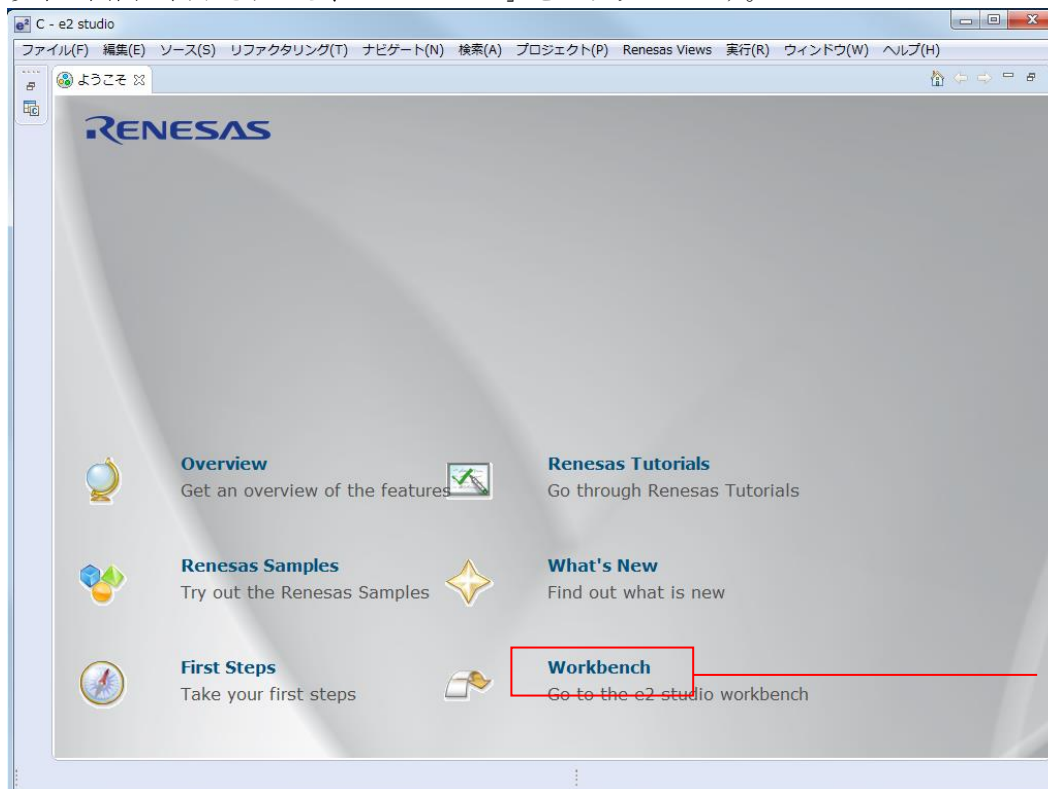 C - e2 studio
ファイル(F) 編集(E) ソース(S) リファクタリング(T) ナビゲート(N) 検索(A) プロジェクト(P) Renesas Views 実行(R) ウィンドウ(W) ヘルプ(H)
ようこそ
RENESAS
Overview
Get an overview of the features
Renesas Tutorials
Go through Renesas Tutorials
Renesas Samples
Try out the Renesas Samples
What's New
Find out what is new
First Steps
Take your first steps
Workbench
Go to the e2 studio workbench